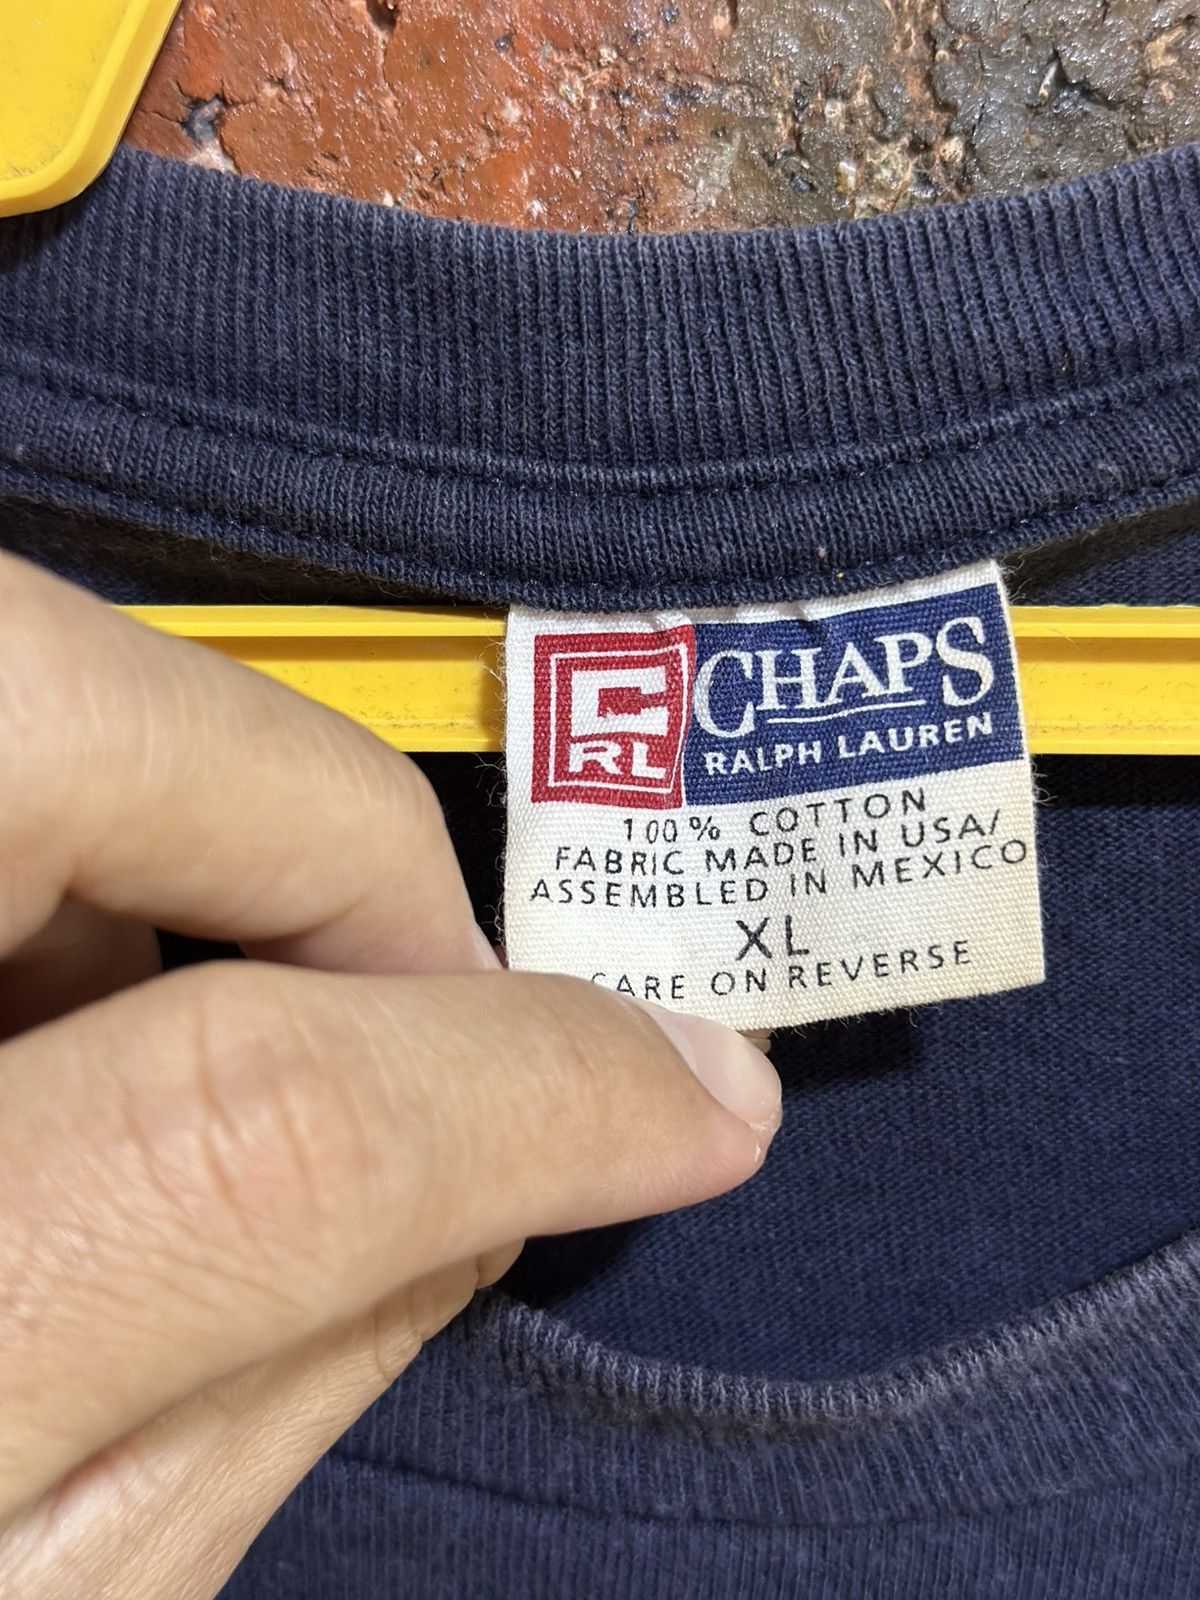 C
RL
CHAPS
RALPH LAUREN
100% COTTON
FABRIC MADE IN USA/
ASSEMBLED IN MEXICO
XL
CARE ON REVERSE